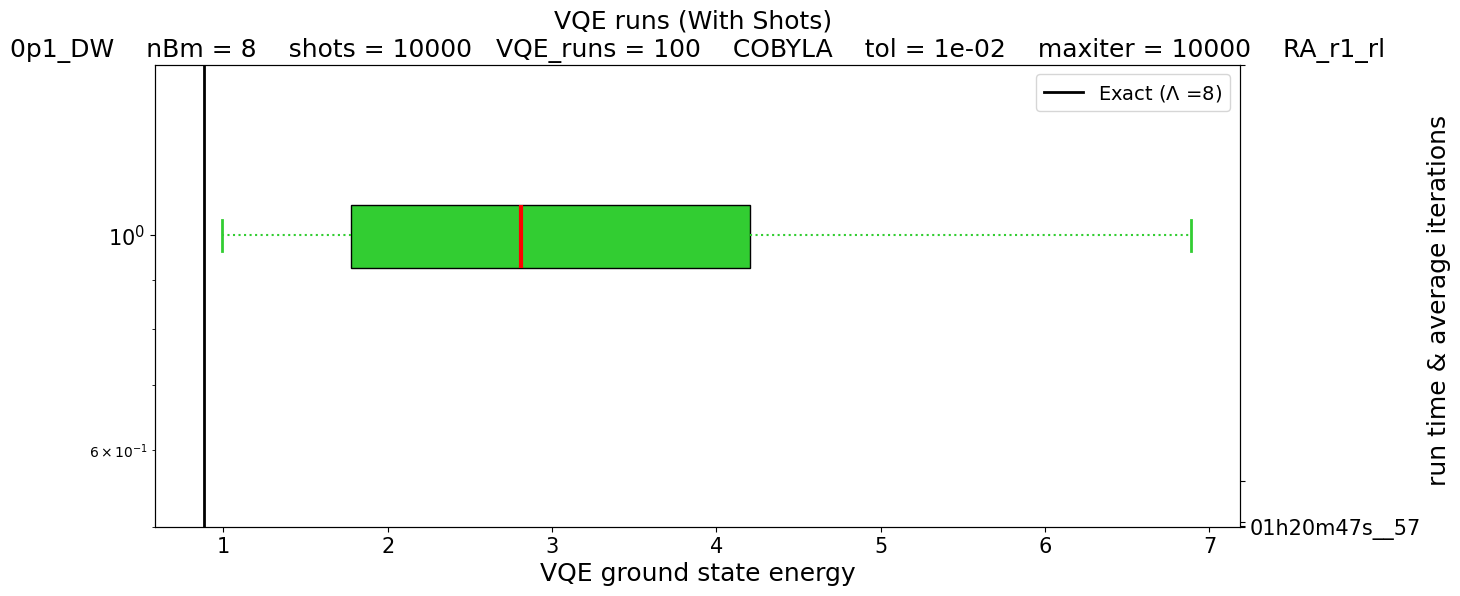 VQE runs (With Shots)
0p1_DW    nBm = 8    shots = 10000   VQE_runs = 100    COBYLA    tol = 1e-02    maxiter = 10000    RA_r1_rl
Exact (Λ =8)
10⁰
6 × 10⁻¹
1 2 3 4 5 6 7
VQE ground state energy
run time & average iterations
01h20m47s__57